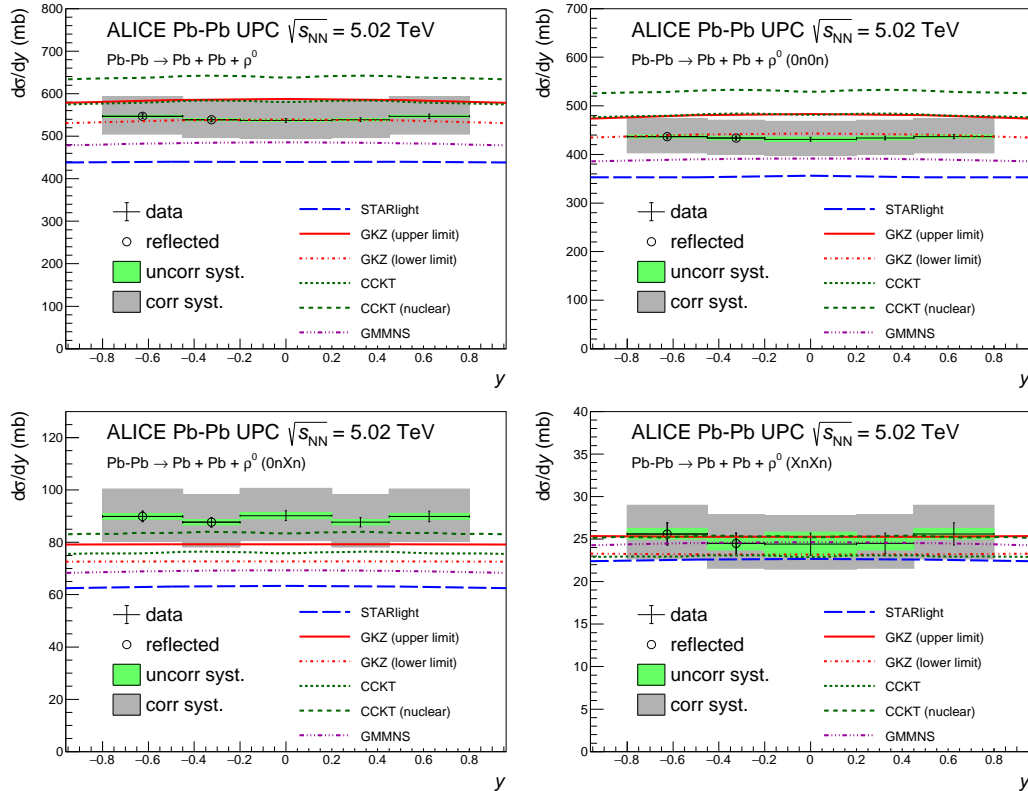 ALICE Pb-Pb UPC √sNN = 5.02 TeV
Pb-Pb → Pb + Pb + ρ0
dσ/dy (mb)
800
700
600
500
400
300
200
100
0
data
reflected
uncorr syst.
corr syst.
STARlight
GKZ (upper limit)
GKZ (lower limit)
CCKT
CCKT (nuclear)
GMMNS
−0.8 −0.6 −0.4 −0.2 0 0.2 0.4 0.6 0.8
y
ALICE Pb-Pb UPC √sNN = 5.02 TeV
Pb-Pb → Pb + Pb + ρ0 (0n0n)
dσ/dy (mb)
700
600
500
400
300
200
100
0
data
reflected
uncorr syst.
corr syst.
STARlight
GKZ (upper limit)
GKZ (lower limit)
CCKT
CCKT (nuclear)
GMMNS
−0.8 −0.6 −0.4 −0.2 0 0.2 0.4 0.6 0.8
y
ALICE Pb-Pb UPC √sNN = 5.02 TeV
Pb-Pb → Pb + Pb + ρ0 (0nXn)
dσ/dy (mb)
120
100
80
60
40
20
0
data
reflected
uncorr syst.
corr syst.
STARlight
GKZ (upper limit)
GKZ (lower limit)
CCKT
CCKT (nuclear)
GMMNS
−0.8 −0.6 −0.4 −0.2 0 0.2 0.4 0.6 0.8
y
ALICE Pb-Pb UPC √sNN = 5.02 TeV
Pb-Pb → Pb + Pb + ρ0 (XnXn)
dσ/dy (mb)
40
35
30
25
20
15
10
5
0
data
reflected
uncorr syst.
corr syst.
STARlight
GKZ (upper limit)
GKZ (lower limit)
CCKT
CCKT (nuclear)
GMMNS
−0.8 −0.6 −0.4 −0.2 0 0.2 0.4 0.6 0.8
y